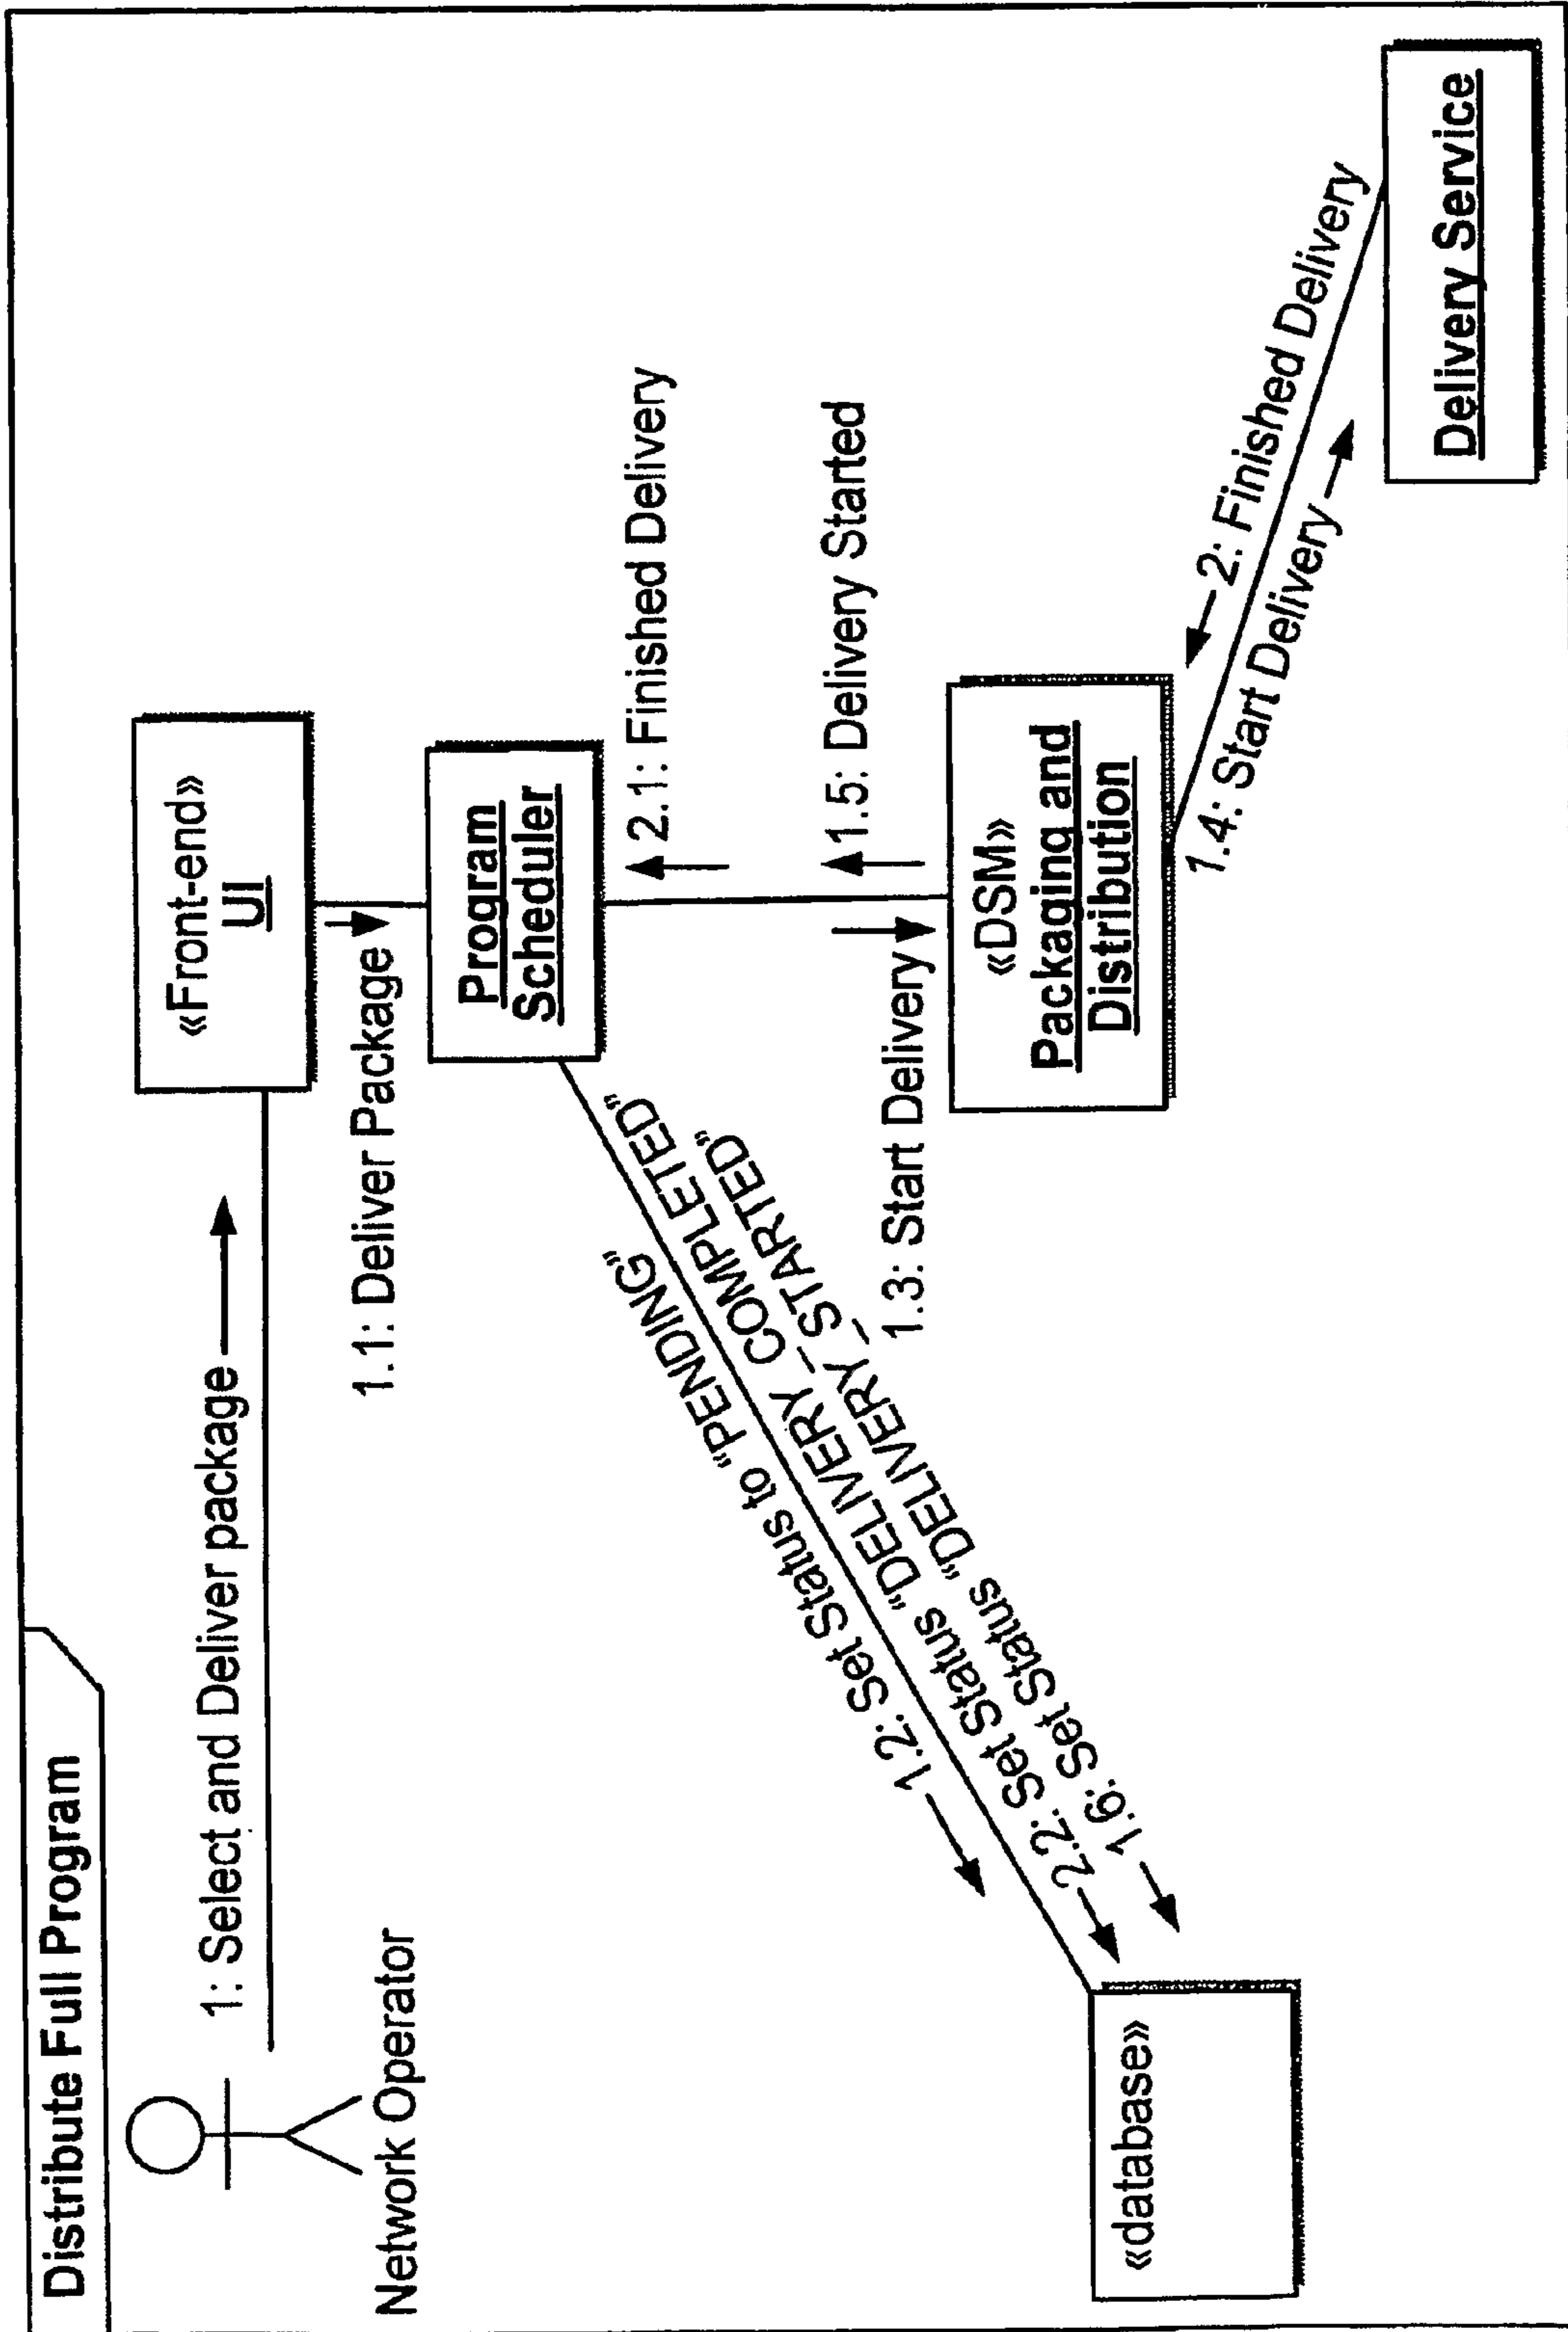 Distribute Full Program
1: Select and Deliver package
Network Operator
«Front-end»
UI
1.1: Deliver Package
Program
Scheduler
2.1: Finished Delivery
1.5: Delivery Started
1.2: Set Status to “PENDING”
2.2: Set Status “DELIVERY_COMPLETED”
1.6: Set Status “DELIVERY_STARTED”
1.3: Start Delivery
«DSM»
Packaging and
Distribution
2: Finished Delivery
1.4: Start Delivery
«database»
Delivery Service